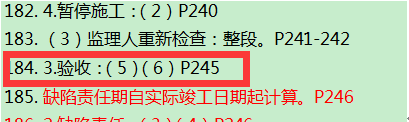 182. 4.暂停施工：(2) P240
183. （3）监理人重新检查：整段。P241-242
184. 3.验收：(5) (6) P245
185. 缺陷责任期自实际竣工日期起计算。P246